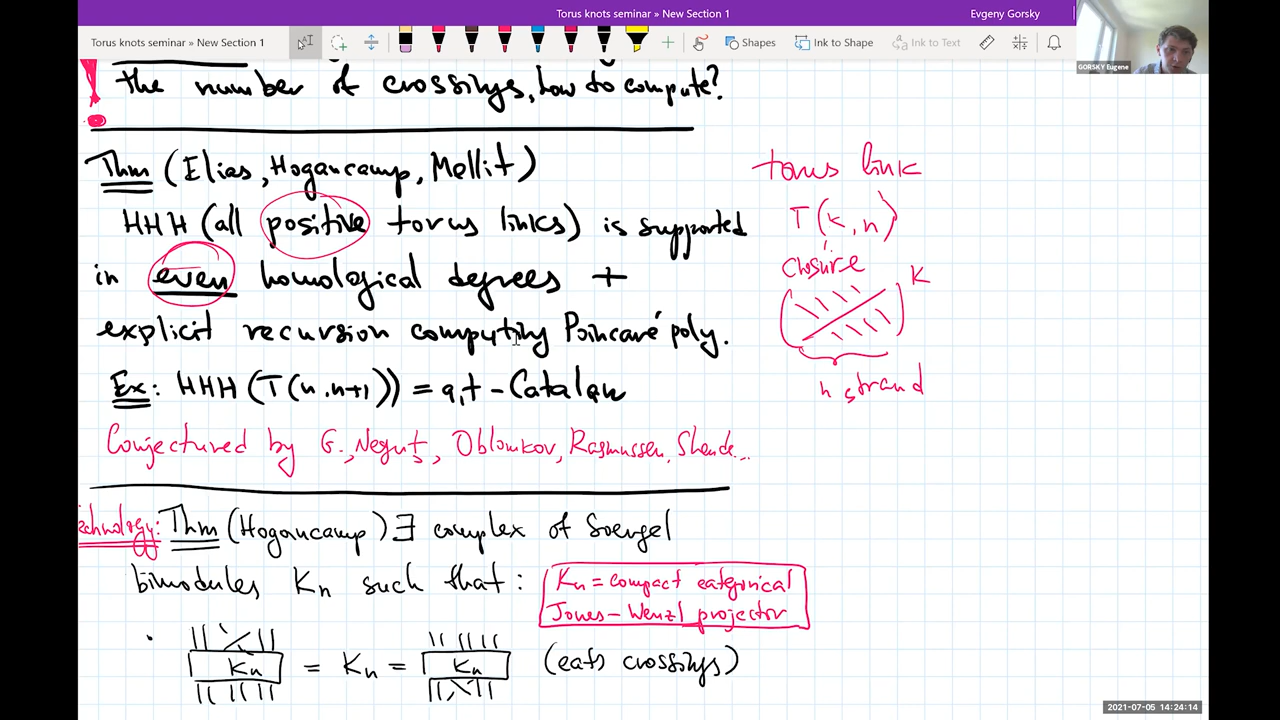 Torus knots seminar » New Section 1
Evgeny Gorsky
Torus knots seminar » New Section 1
Shapes
Ink to Shape
Ink to Text
GORSKY Eugene
the number of crossings, how to compute?
Thm (Elias, Hogancamp, Mellit)
HHH (all positive torus links) is supported
in even homological degrees +
explicit recursion computing Poincaré poly.
Ex: HHH (T(n,n+1)) = q,t - Catalan
Conjectured by G., Neguț, Oblomkov, Rasmussen, Shende...
torus link
T(k,n)
closure
k
n strand
Technology: Thm (Hogancamp) ∃ complex of Soergel
bimodules Kn such that:
Kn = compact categorical
Jones-Wenzl projector
Kn = Kn = Kn (eats crossings)
2021-07-05 14:24:14